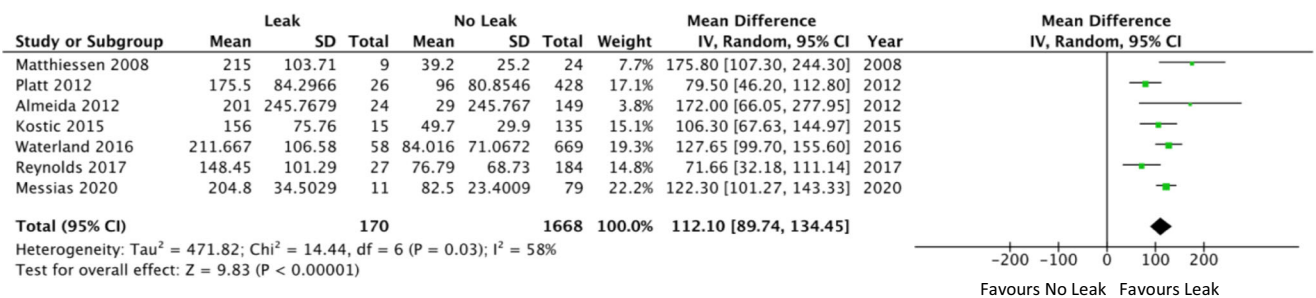 Leak No Leak Mean Difference Mean Difference
Study or Subgroup Mean SD Total Mean SD Total Weight IV, Random, 95% CI Year IV, Random, 95% CI
Matthiessen 2008 215 103.71 9 39.2 25.2 24 7.7% 175.80 [107.30, 244.30] 2008
Platt 2012 175.5 84.2966 26 96 80.8546 428 17.1% 79.50 [46.20, 112.80] 2012
Almeida 2012 201 245.7679 24 29 245.767 149 3.8% 172.00 [66.05, 277.95] 2012
Kostic 2015 156 75.76 15 49.7 29.9 135 15.1% 106.30 [67.63, 144.97] 2015
Waterland 2016 211.667 106.58 58 84.016 71.0672 669 19.3% 127.65 [99.70, 155.60] 2016
Reynolds 2017 148.45 101.29 27 76.79 68.73 184 14.8% 71.66 [32.18, 111.14] 2017
Messias 2020 204.8 34.5029 11 82.5 23.4009 79 22.2% 122.30 [101.27, 143.33] 2020
Total (95% CI) 170 1668 100.0% 112.10 [89.74, 134.45]
Heterogeneity: Tau² = 471.82; Chi² = 14.44, df = 6 (P = 0.03); I² = 58%
Test for overall effect: Z = 9.83 (P < 0.00001)
-200 -100 0 100 200
Favours No Leak Favours Leak